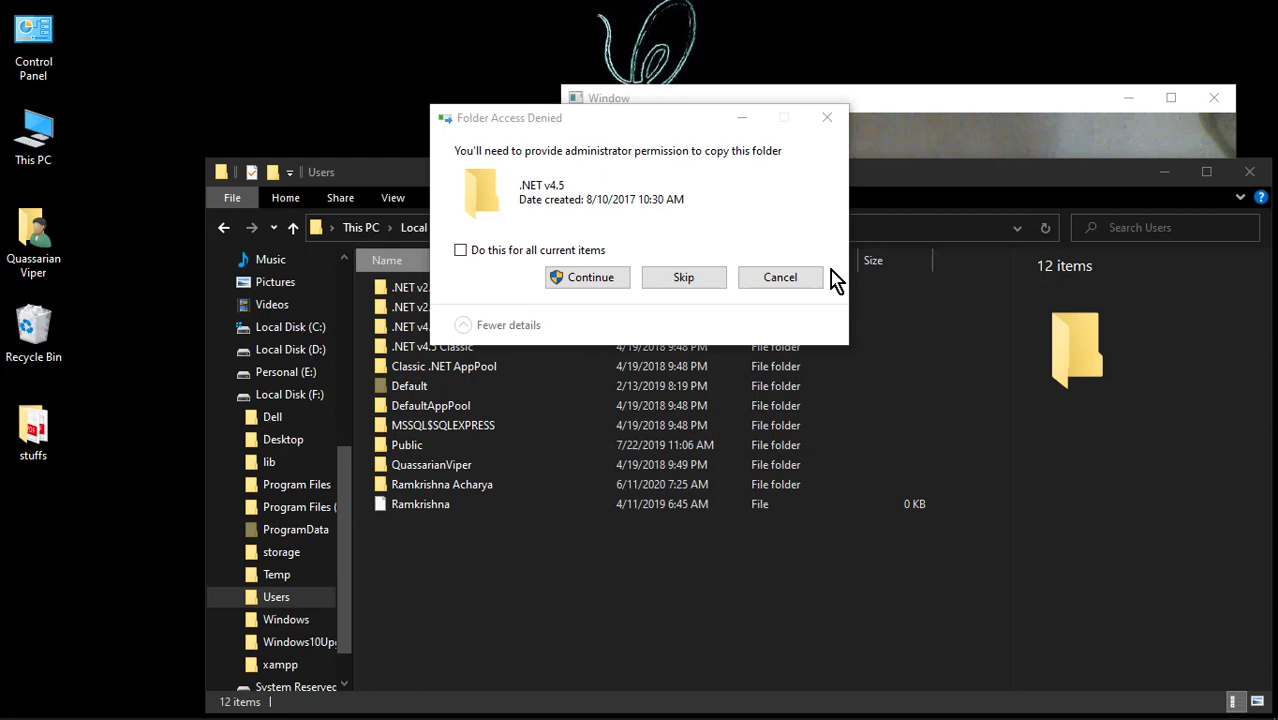 Control
Panel
This PC
Quassarian
Viper
Recycle Bin
stuffs
Window
Folder Access Denied
You'll need to provide administrator permission to copy this folder
.NET v4.5
Date created: 8/10/2017 10:30 AM
Do this for all current items
Continue
Skip
Cancel
Fewer details
Users
File
Home
Share
View
This PC
Local
Search Users
Music
Pictures
Videos
Local Disk (C:)
Local Disk (D:)
Personal (E:)
Local Disk (F:)
Dell
Desktop
lib
Program Files
Program Files (
ProgramData
storage
Temp
Users
Windows
Windows10Up
xampp
System Reserved
Name
Size
.NET v2.
.NET v2.
.NET v4.
.NET v4.5 Classic 4/19/2018 9:48 PM File folder
Classic .NET AppPool 4/19/2018 9:48 PM File folder
Default 2/13/2019 8:19 PM File folder
DefaultAppPool 4/19/2018 9:48 PM File folder
MSSQL$SQLEXPRESS 4/19/2018 9:48 PM File folder
Public 7/22/2019 11:06 AM File folder
QuassarianViper 4/19/2018 9:49 PM File folder
Ramkrishna Acharya 6/11/2020 7:25 AM File folder
Ramkrishna 4/11/2019 6:45 AM File 0 KB
12 items
12 items